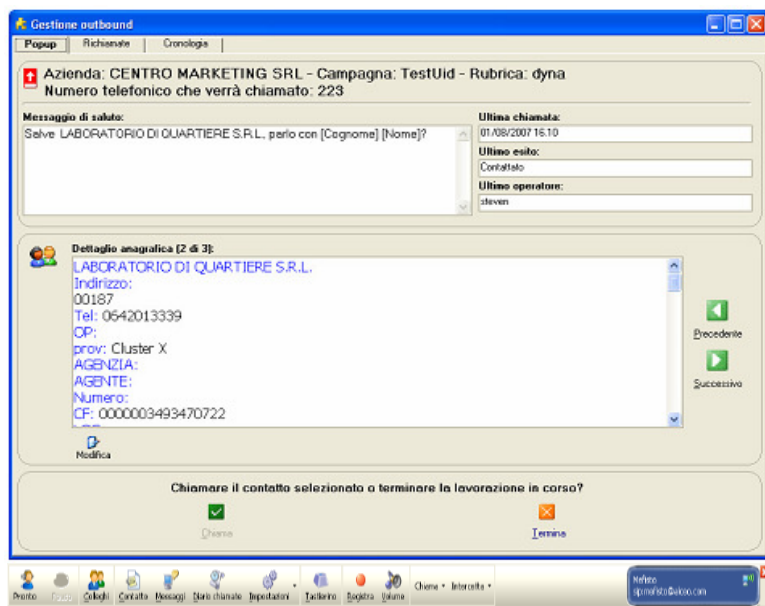 Gestione outbound
Popup Richiamate Cronologia
Azienda: CENTRO MARKETING SRL - Campagna: TestUid - Rubrica: dyna
Numero telefonico che verrà chiamato: 223
Messaggio di saluto:
Salve LABORATORIO DI QUARTIERE S.R.L., parlo con [Cognome] [Nome]?
Ultima chiamata:
01/08/2007 16.10
Ultimo esito:
Contattato
Ultimo operatore:
steven
Dettaglio anagrafica (2 di 3):
LABORATORIO DI QUARTIERE S.R.L.
Indirizzo:
00187
Tel: 0642013339
OP:
prov: Cluster X
AGENZIA:
AGENTE:
Numero:
CF: 0000003493470722
Precedente
Successivo
Modifica
Chiamare il contatto selezionato o terminare la lavorazione in corso?
Chiama
Termina
Pronto Pausa Colleghi Contatto Messaggi Diario chiamate Impostazioni Tastierino Registra Volume Chiama Intercetta
Mefisto